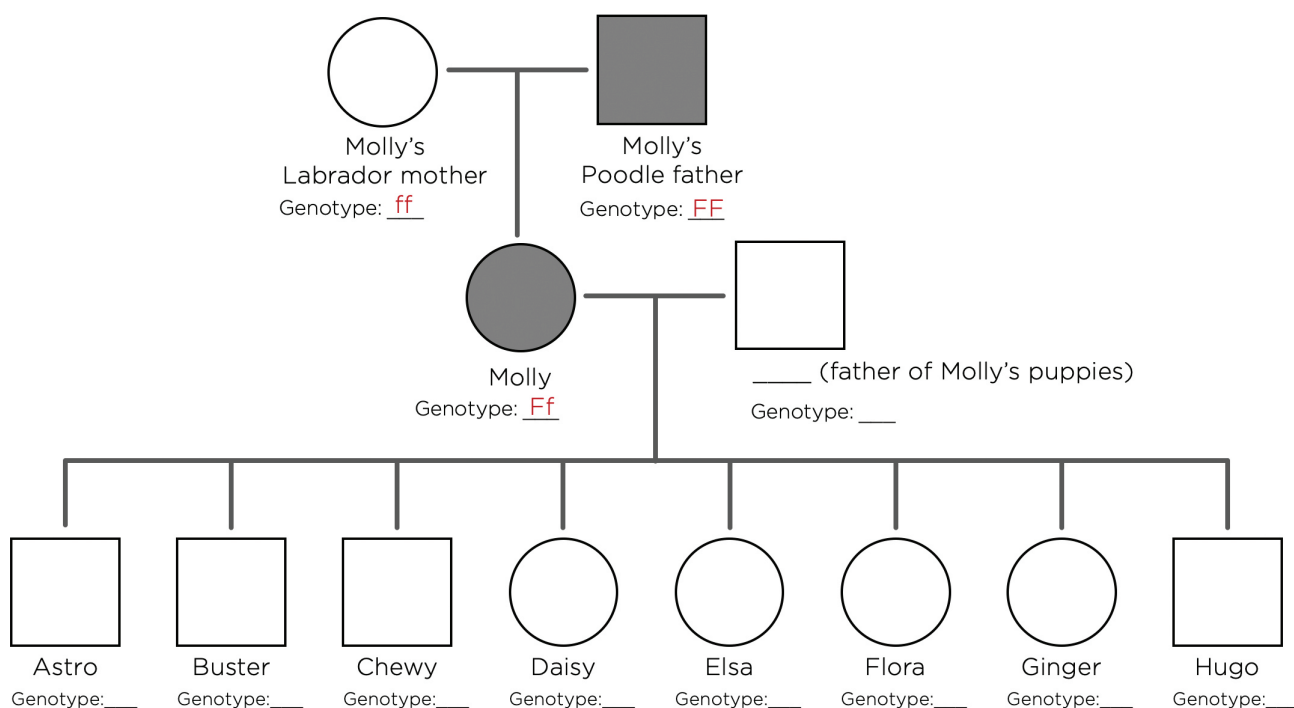 Molly's
Labrador mother
Genotype: ff
Molly's
Poodle father
Genotype: FF
Molly
Genotype: Ff
____ (father of Molly's puppies)
Genotype: ___
Astro
Genotype:___
Buster
Genotype:___
Chewy
Genotype:___
Daisy
Genotype:___
Elsa
Genotype:___
Flora
Genotype:___
Ginger
Genotype:___
Hugo
Genotype:___